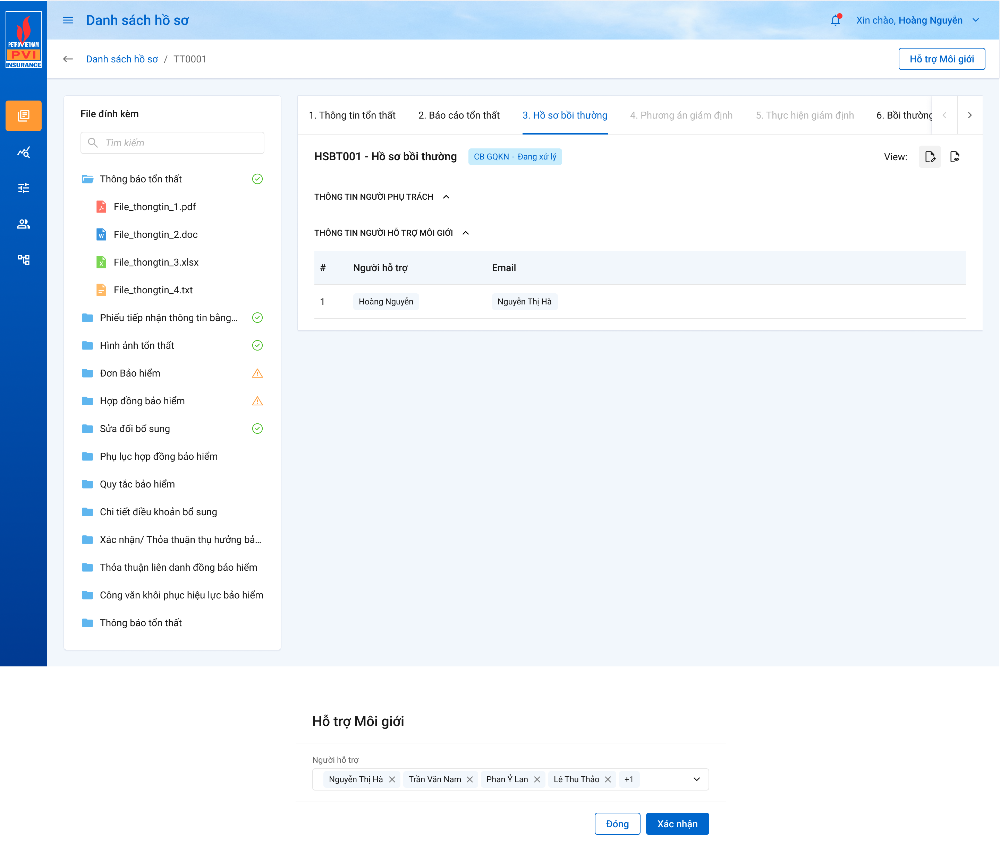 PETROVIETNAM
PVI
INSURANCE
Danh sách hồ sơ
Xin chào, Hoàng Nguyễn
Danh sách hồ sơ / TT0001
Hỗ trợ Môi giới
File đính kèm
Tìm kiếm
Thông báo tổn thất
File_thongtin_1.pdf
File_thongtin_2.doc
File_thongtin_3.xlsx
File_thongtin_4.txt
Phiếu tiếp nhận thông tin bằng...
Hình ảnh tổn thất
Đơn Bảo hiểm
Hợp đồng bảo hiểm
Sửa đổi bổ sung
Phụ lục hợp đồng bảo hiểm
Quy tắc bảo hiểm
Chi tiết điều khoản bổ sung
Xác nhận/ Thỏa thuận thụ hưởng bả...
Thỏa thuận liên danh đồng bảo hiểm
Công văn khôi phục hiệu lực bảo hiểm
Thông báo tổn thất
1. Thông tin tổn thất 2. Báo cáo tổn thất 3. Hồ sơ bồi thường 4. Phương án giám định 5. Thực hiện giám định 6. Bồi thường
HSBT001 - Hồ sơ bồi thường CB GQKN - Đang xử lý View:
THÔNG TIN NGƯỜI PHỤ TRÁCH
THÔNG TIN NGƯỜI HỖ TRỢ MÔI GIỚI
# Người hỗ trợ Email
1 Hoàng Nguyễn Nguyễn Thị Hà
Hỗ trợ Môi giới
Người hỗ trợ
Nguyễn Thị Hà Trần Văn Nam Phan Ỷ Lan Lê Thu Thảo +1
Đóng Xác nhận